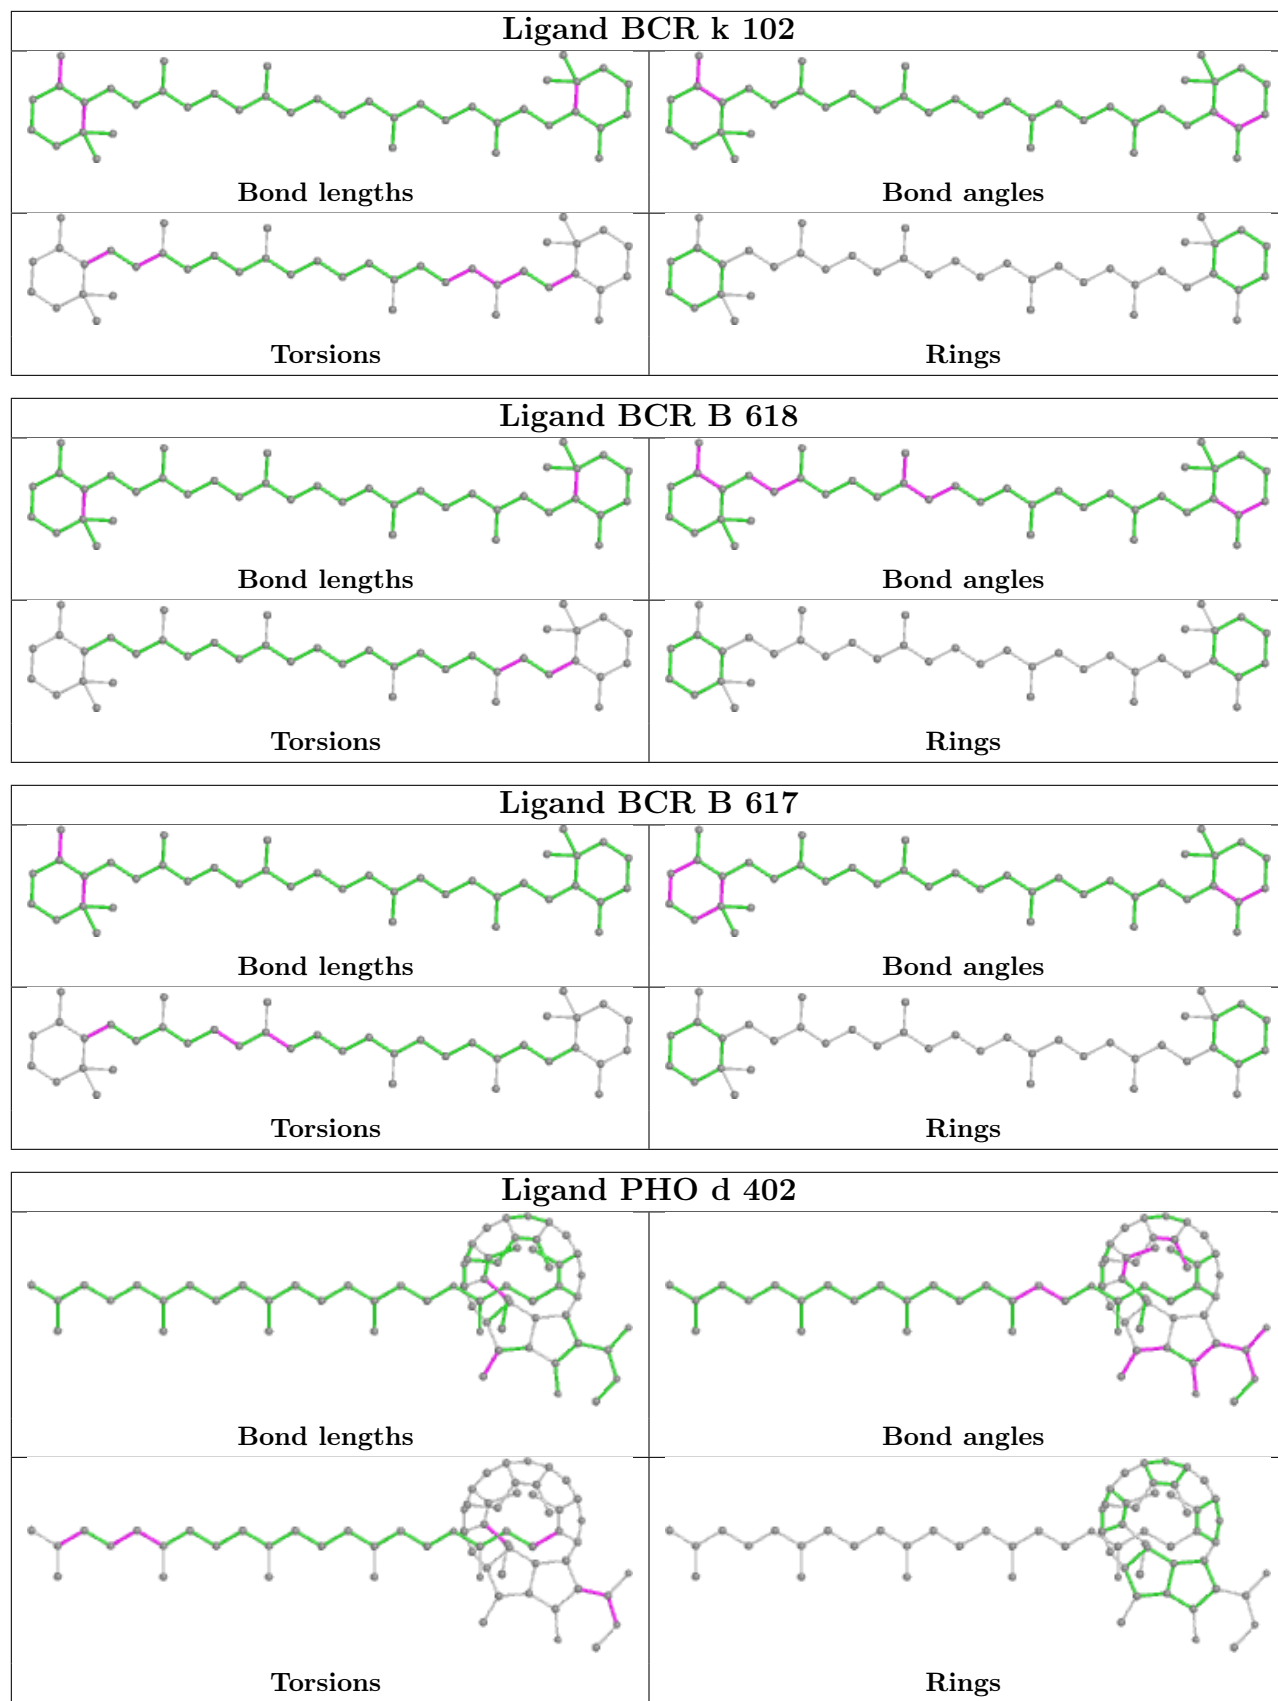 Ligand BCR k 102
Bond lengths
Bond angles
Torsions
Rings
Ligand BCR B 618
Bond lengths
Bond angles
Torsions
Rings
Ligand BCR B 617
Bond lengths
Bond angles
Torsions
Rings
Ligand PHO d 402
Bond lengths
Bond angles
Torsions
Rings